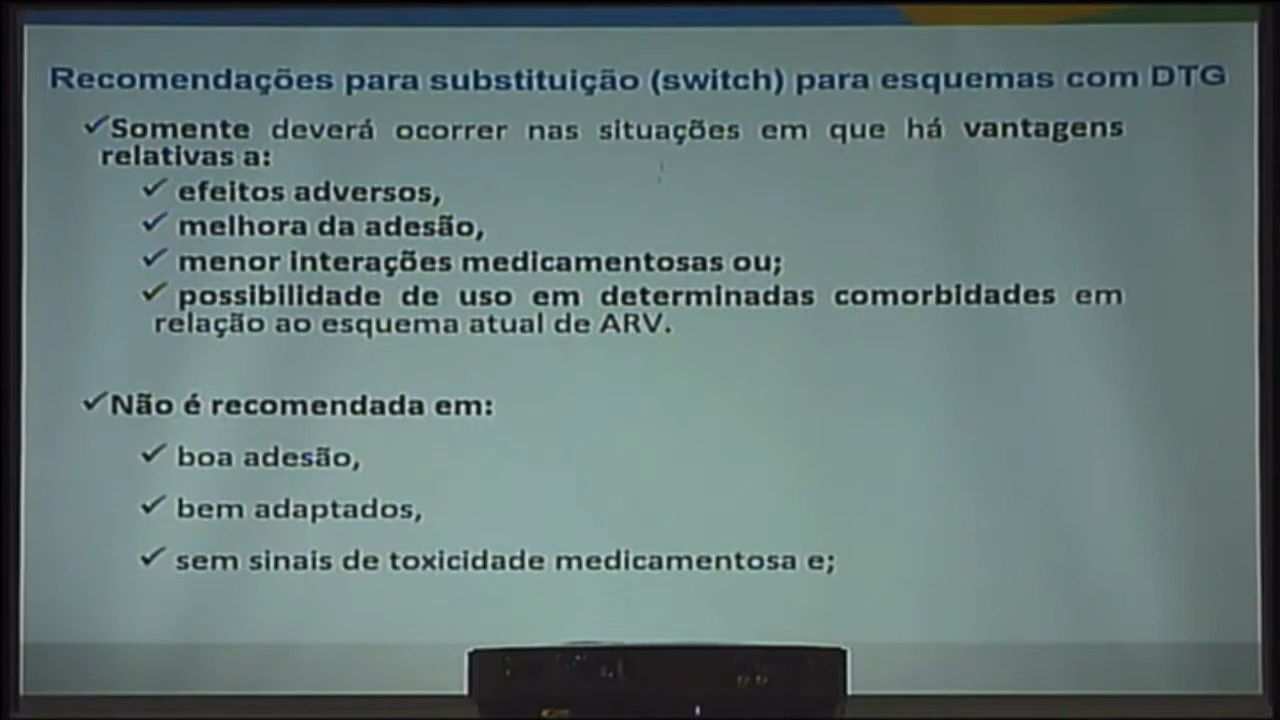 Recomendações para substituição (switch) para esquemas com DTG
✓Somente deverá ocorrer nas situações em que há vantagens
relativas a:
✓ efeitos adversos,
✓ melhora da adesão,
✓ menor interações medicamentosas ou;
✓ possibilidade de uso em determinadas comorbidades em
relação ao esquema atual de ARV.
✓Não é recomendada em:
✓ boa adesão,
✓ bem adaptados,
✓ sem sinais de toxicidade medicamentosa e;